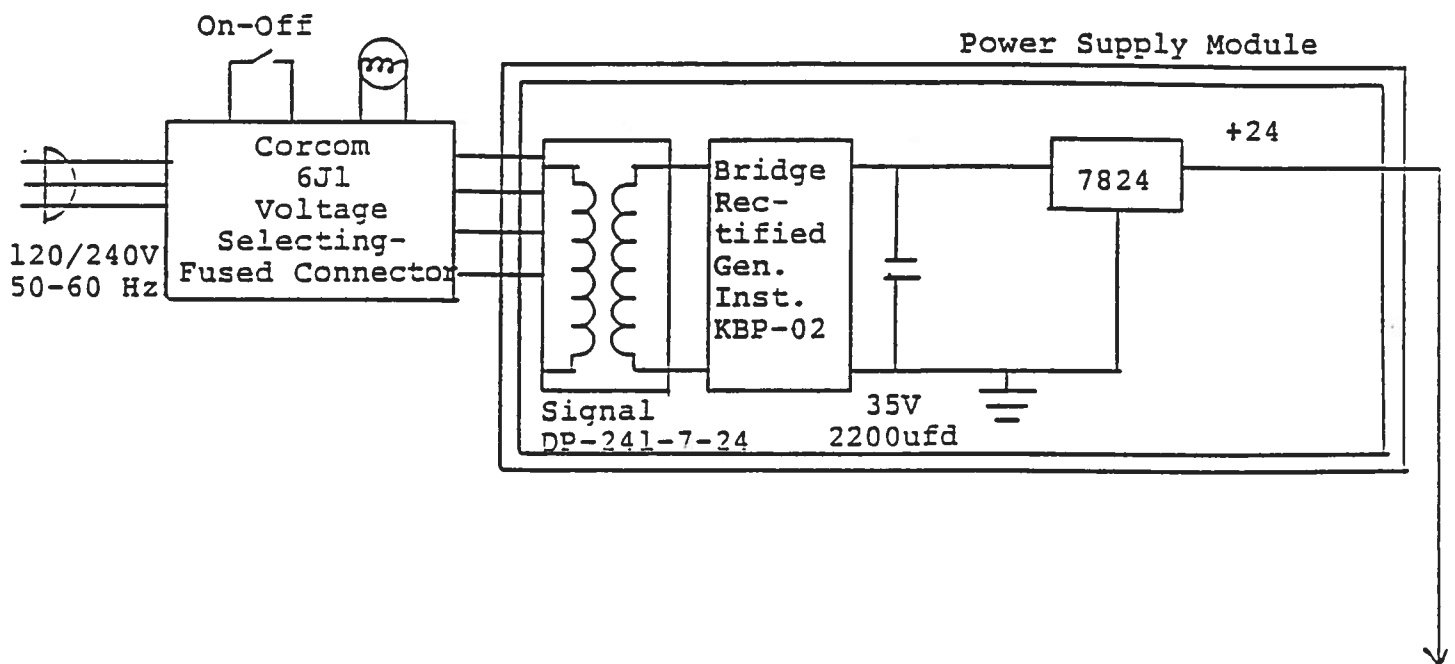 On-Off
Power Supply Module
Corcom
6J1
Voltage
Selecting-
Fused Connector
120/240V
50-60 Hz
Bridge
Rec-
tified
Gen.
Inst.
KBP-02
7824
+24
Signal
DP-241-7-24
35V
2200ufd